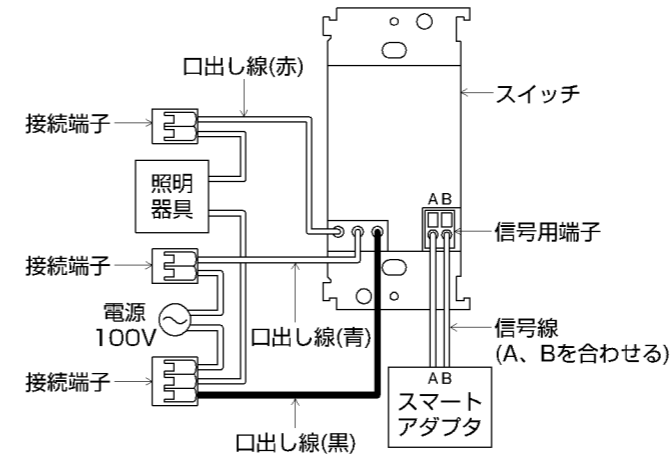 口出し線(赤)
スイッチ
接続端子
照明
器具
A B
信号用端子
接続端子
電源
100V
口出し線(青)
信号線
(A、Bを合わせる)
接続端子
A B
スマート
アダプタ
口出し線(黒)